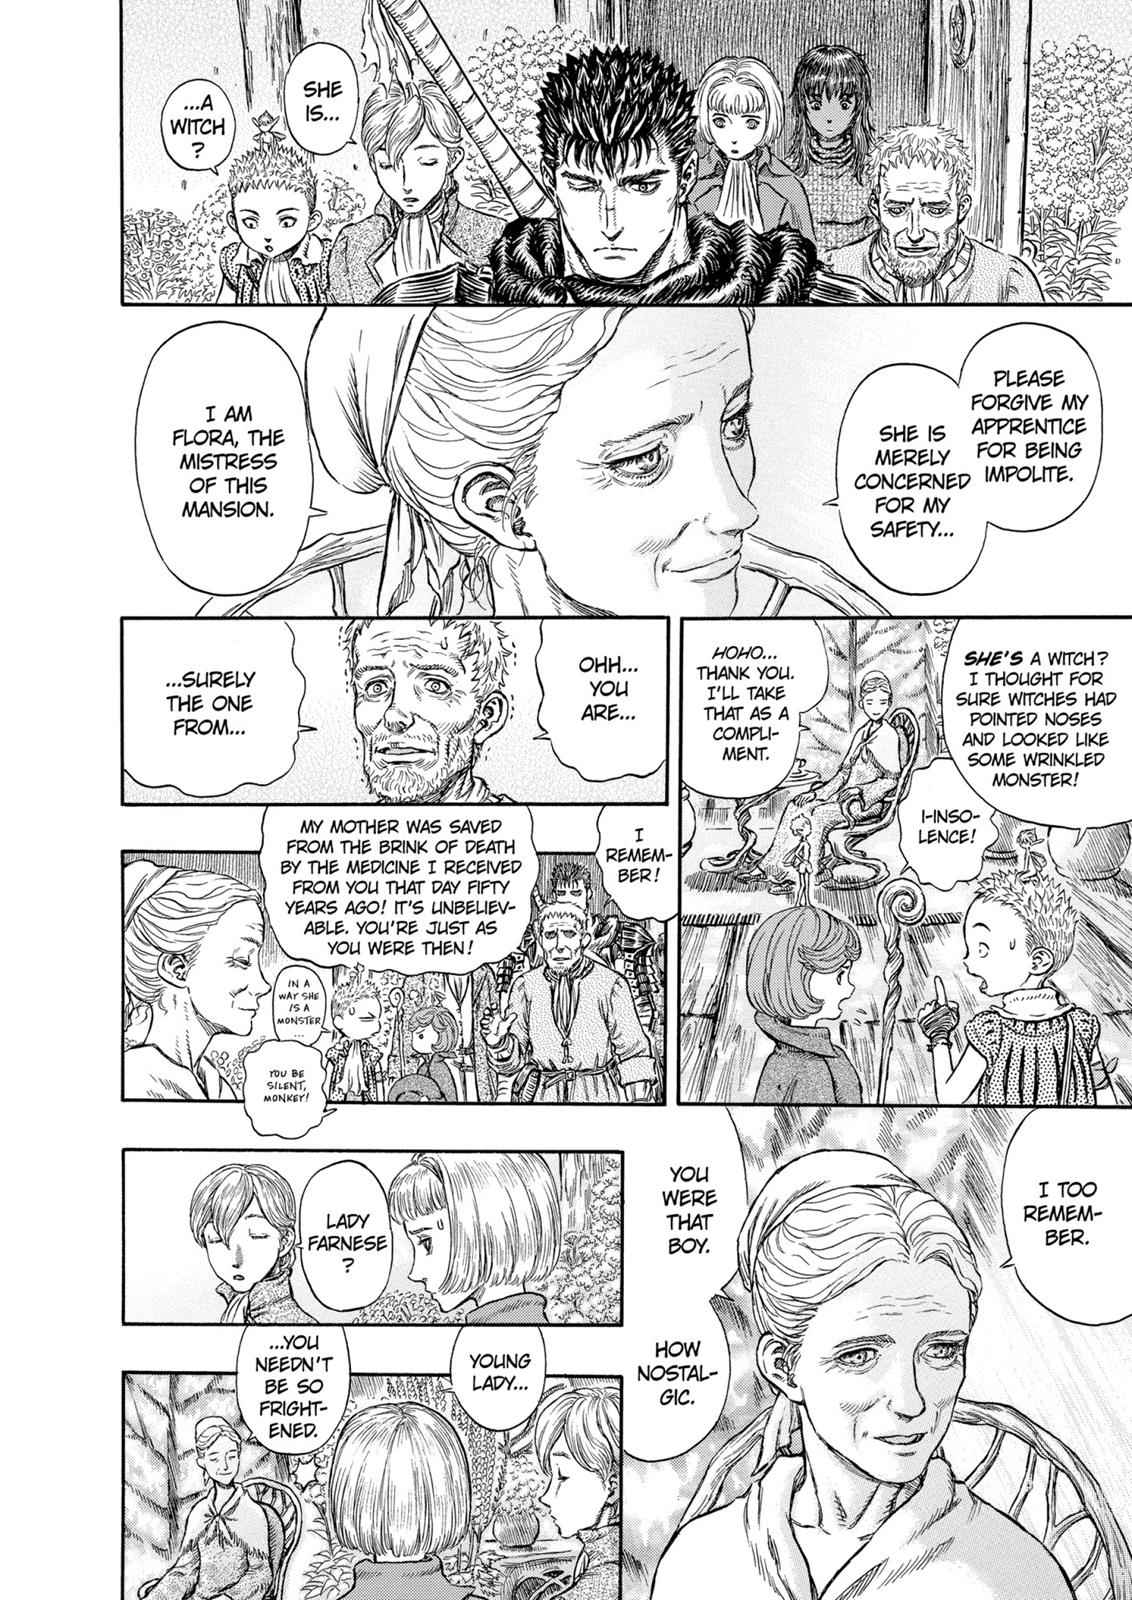 SHE
IS...
...A
WITCH
?
PLEASE
FORGIVE MY
APPRENTICE
FOR BEING
IMPOLITE.
SHE IS
MERELY
CONCERNED
FOR MY
SAFETY...
I AM
FLORA, THE
MISTRESS
OF THIS
MANSION.
SHE'S A WITCH?
I THOUGHT FOR
SURE WITCHES HAD
POINTED NOSES
AND LOOKED LIKE
SOME WRINKLED
MONSTER!
I-INSO-
LENCE!
HOHO...
THANK YOU.
I'LL TAKE
THAT AS A
COMPLI-
MENT.
OHH...
YOU
ARE...
...SURELY
THE ONE
FROM...
I
REMEM-
BER!
MY MOTHER WAS SAVED
FROM THE BRINK OF DEATH
BY THE MEDICINE I RECEIVED
FROM YOU THAT DAY FIFTY
YEARS AGO! IT'S UNBELIEV-
ABLE. YOU'RE JUST AS
YOU WERE THEN!
IN A
WAY SHE
IS A
MONSTER
...
YOU BE
SILENT,
MONKEY!
I TOO
REMEM-
BER.
YOU
WERE
THAT
BOY.
HOW
NOSTAL-
GIC.
LADY
FARNESE
?
YOUNG
LADY...
...YOU
NEEDN'T
BE SO
FRIGHT-
ENED.